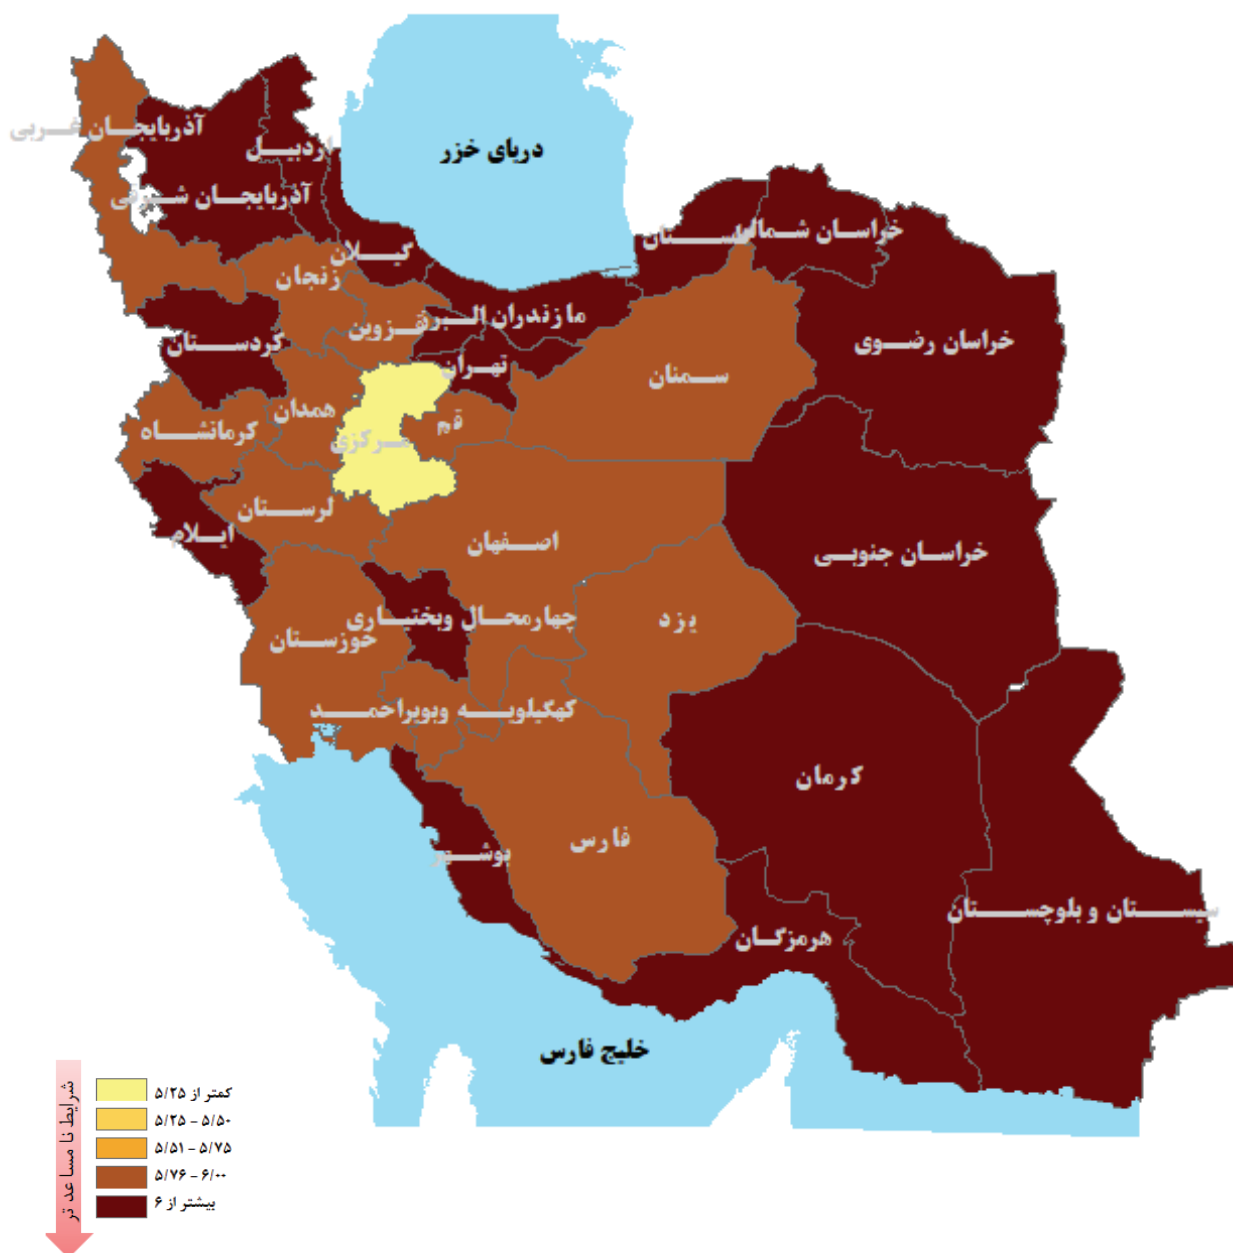 دریای خزر
آذربایجان غربی
اردبیل
آذربایجان شرقی
گیلان
خراسان شمالی
زنجان
مازندران
البرز
قزوین
کردستان
خراسان رضوی
تهران
سمنان
همدان
قم
کرمانشاه
مرکزی
لرستان
ایلام
اصفهان
خراسان جنوبی
چهارمحال وبختیاری
یزد
خوزستان
کهکیلویه وبویراحمد
کرمان
فارس
بوشهر
سیستان و بلوچستان
هرمزگان
خلیج فارس
شرایط نا مساعد تر
کمتر از ۵/۲۵
۵/۲۵ - ۵/۵۰
۵/۵۱ - ۵/۷۵
۵/۷۶ - ۶/۰۰
بیشتر از ۶